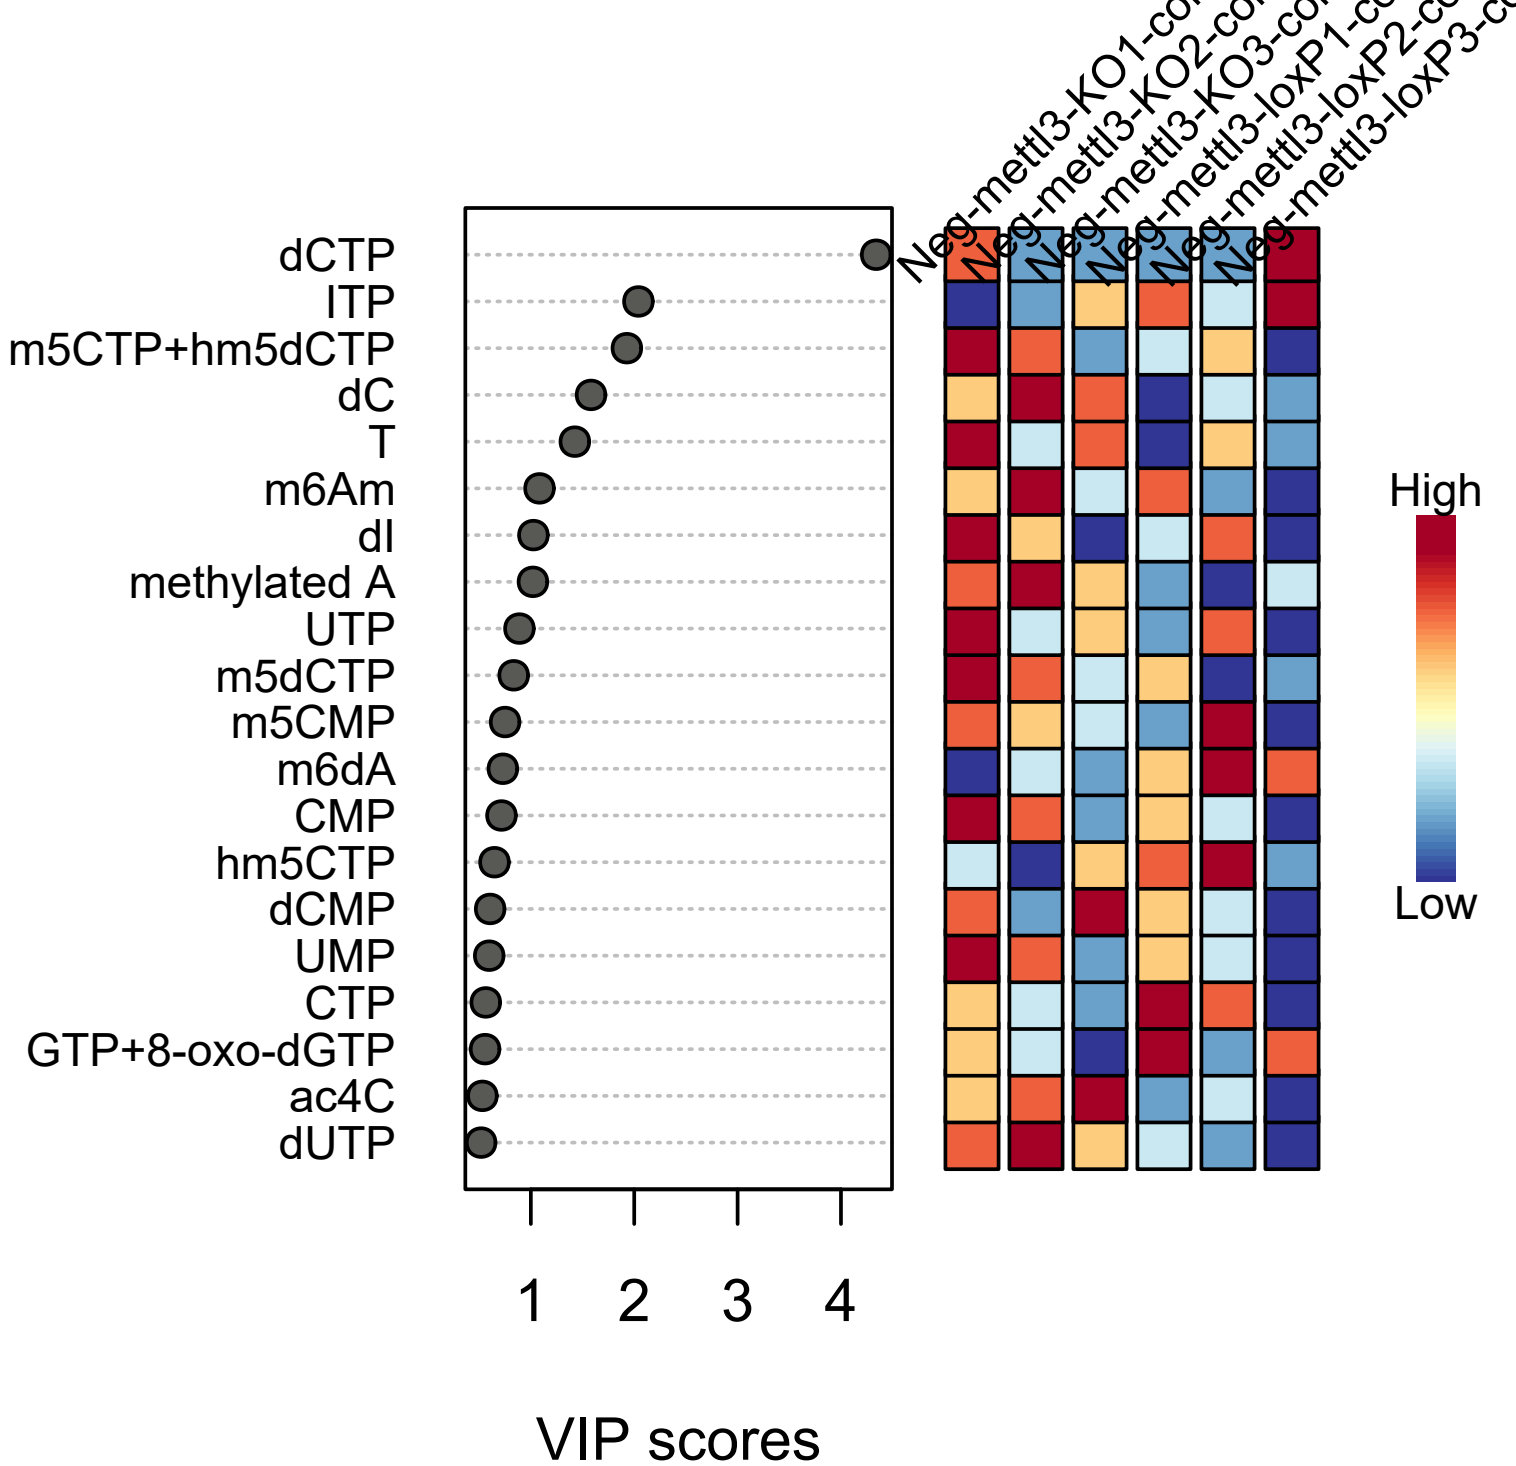 Neg-mettl3-KO1-co
Neg-mettl3-KO2-co
Neg-mettl3-KO3-co
Neg-mettl3-loxP1-co
Neg-mettl3-loxP2-co
Neg-mettl3-loxP3-co
dCTP
ITP
m5CTP+hm5dCTP
dC
T
m6Am
dI
methylated A
UTP
m5dCTP
m5CMP
m6dA
CMP
hm5CTP
dCMP
UMP
CTP
GTP+8-oxo-dGTP
ac4C
dUTP
High
Low
1 2 3 4
VIP scores